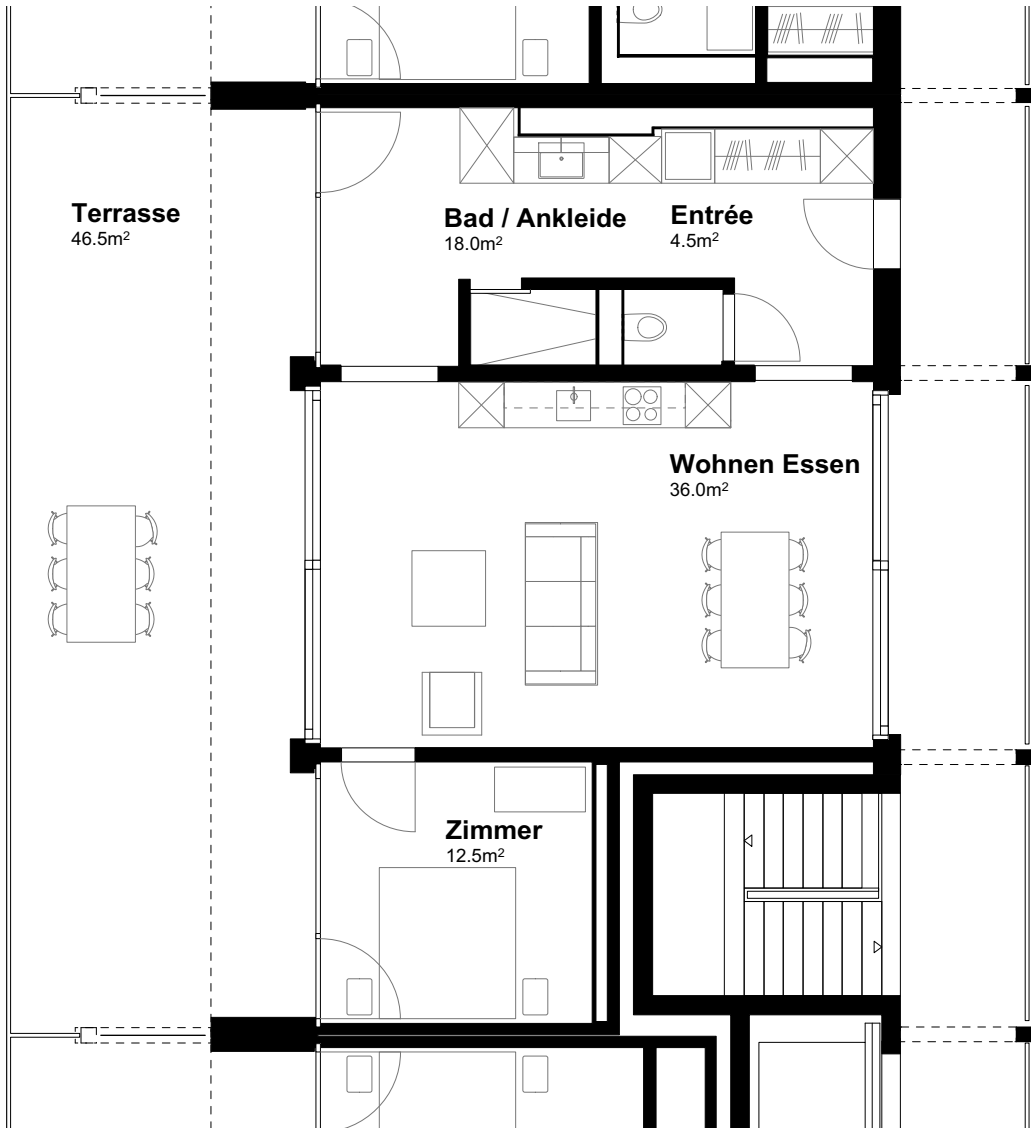 Terrasse
46.5m²
Bad / Ankleide
18.0m²
Entrée
4.5m²
Wohnen Essen
36.0m²
Zimmer
12.5m²